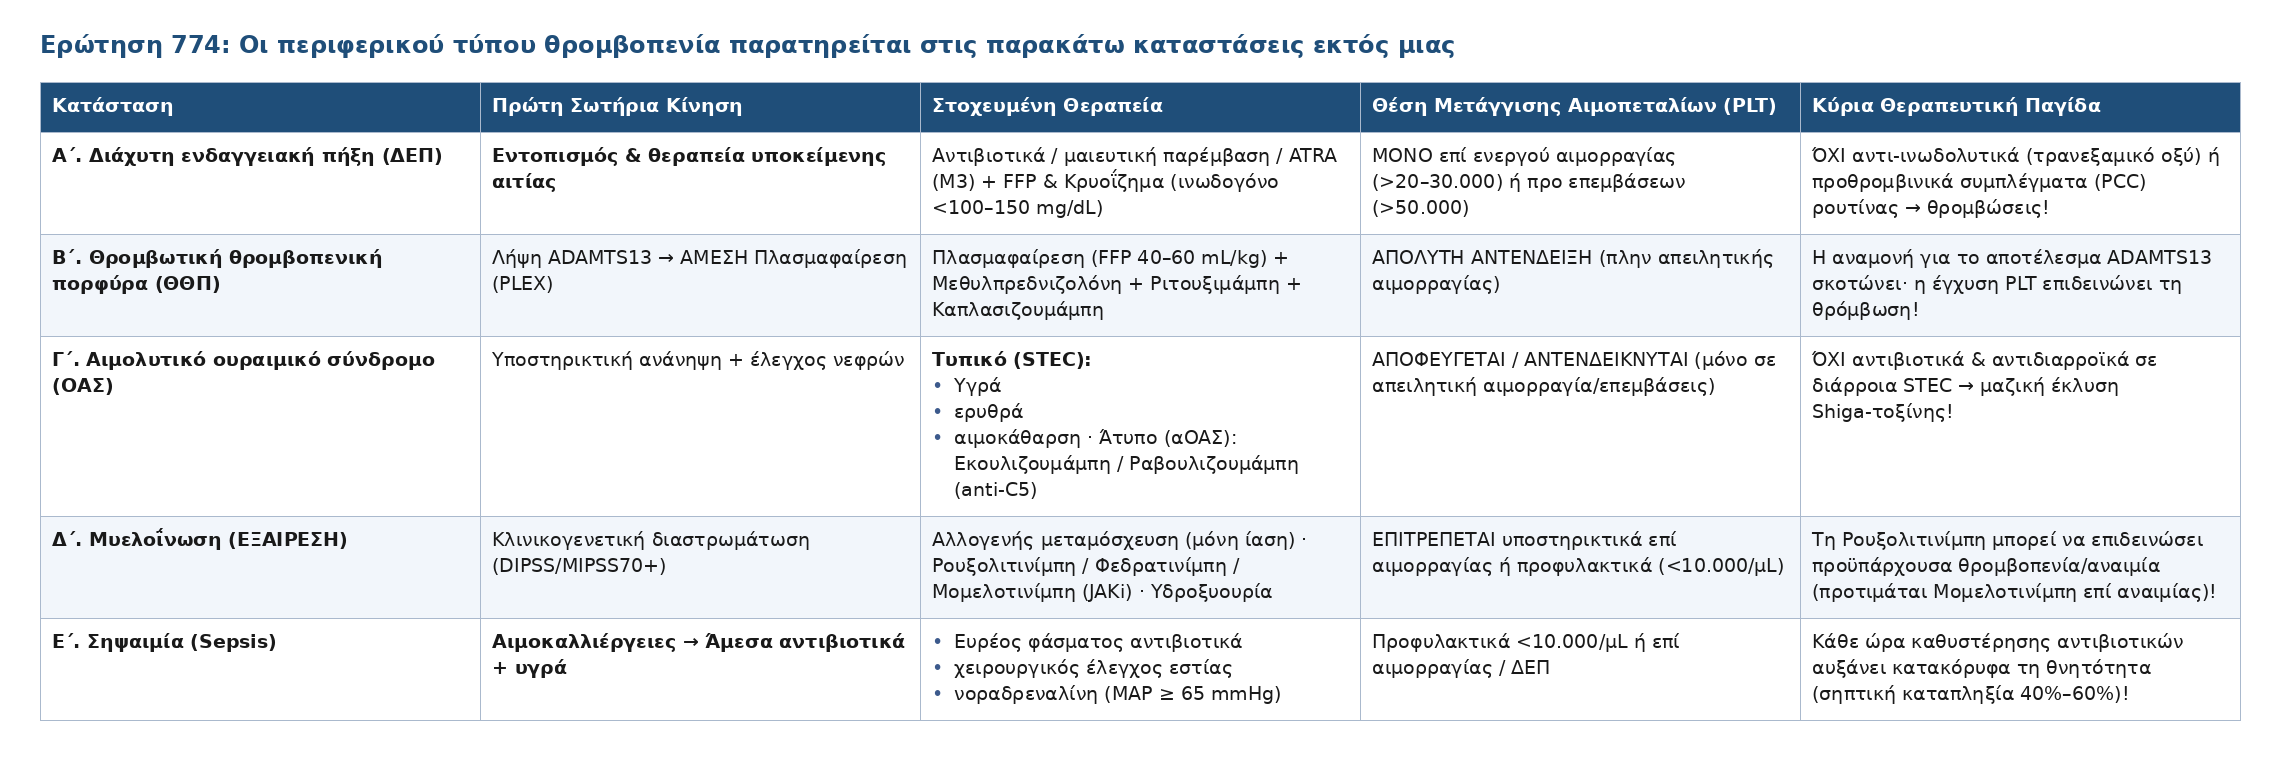 Ερώτηση 774: Οι περιφερικού τύπου θρομβοπενία παρατηρείται στις παρακάτω καταστάσεις εκτός μιας
Κατάσταση
Πρώτη Σωτήρια Κίνηση
Στοχευμένη Θεραπεία
Θέση Μετάγγισης Αιμοπεταλίων (PLT)
Κύρια Θεραπευτική Παγίδα
Α΄. Διάχυτη ενδαγγειακή πήξη (ΔΕΠ)
Εντοπισμός & θεραπεία υποκείμενης
αιτίας
Αντιβιοτικά / μαιευτική παρέμβαση / ATRA
(M3) + FFP & Κρυοΐζημα (ινωδογόνο
<100–150 mg/dL)
ΜΟΝΟ επί ενεργού αιμορραγίας
(>20–30.000) ή προ επεμβάσεων
(>50.000)
ΌΧΙ αντι-ινωδολυτικά (τρανεξαμικό οξύ) ή
προθρομβινικά συμπλέγματα (PCC)
ρουτίνας → θρομβώσεις!
Β΄. Θρομβωτική θρομβοπενική
πορφύρα (ΘΘΠ)
Λήψη ADAMTS13 → ΑΜΕΣΗ Πλασμαφαίρεση
(PLEX)
Πλασμαφαίρεση (FFP 40–60 mL/kg) +
Μεθυλπρεδνιζολόνη + Ριτουξιμάμπη +
Καπλασιζουμάμπη
ΑΠΟΛΥΤΗ ΑΝΤΕΝΔΕΙΞΗ (πλην απειλητικής
αιμορραγίας)
Η αναμονή για το αποτέλεσμα ADAMTS13
σκοτώνει· η έγχυση PLT επιδεινώνει τη
θρόμβωση!
Γ΄. Αιμολυτικό ουραιμικό σύνδρομο
(ΟΑΣ)
Υποστηρικτική ανάνηψη + έλεγχος νεφρών
Τυπικό (STEC):
• Υγρά
• ερυθρά
• αιμοκάθαρση · Άτυπο (αΟΑΣ):
Εκουλιζουμάμπη / Ραβουλιζουμάμπη
(anti-C5)
ΑΠΟΦΕΥΓΕΤΑΙ / ΑΝΤΕΝΔΕΙΚΝΥΤΑΙ (μόνο σε
απειλητική αιμορραγία/επεμβάσεις)
ΌΧΙ αντιβιοτικά & αντιδιαρροϊκά σε
διάρροια STEC → μαζική έκλυση
Shiga-τοξίνης!
Δ΄. Μυελοΐνωση (ΕΞΑΙΡΕΣΗ)
Κλινικογενετική διαστρωμάτωση
(DIPSS/MIPSS70+)
Αλλογενής μεταμόσχευση (μόνη ίαση) ·
Ρουξολιτινίμπη / Φεδρατινίμπη /
Μομελοτινίμπη (JAKi) · Υδροξυουρία
ΕΠΙΤΡΕΠΕΤΑΙ υποστηρικτικά επί
αιμορραγίας ή προφυλακτικά (<10.000/μL)
Τη Ρουξολιτινίμπη μπορεί να επιδεινώσει
προϋπάρχουσα θρομβοπενία/αναιμία
(προτιμάται Μομελοτινίμπη επί αναιμίας)!
Ε΄. Σηψαιμία (Sepsis)
Αιμοκαλλιέργειες → Άμεσα αντιβιοτικά
+ υγρά
• Ευρέος φάσματος αντιβιοτικά
• χειρουργικός έλεγχος εστίας
• νοραδρεναλίνη (MAP ≥ 65 mmHg)
Προφυλακτικά <10.000/μL ή επί
αιμορραγίας / ΔΕΠ
Κάθε ώρα καθυστέρησης αντιβιοτικών
αυξάνει κατακόρυφα τη θνητότητα
(σηπτική καταπληξία 40%–60%)!